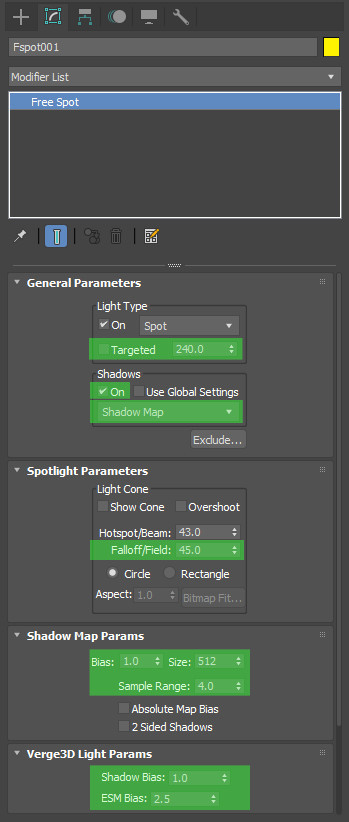 Fspot001
Modifier List
Free Spot
General Parameters
Light Type
On Spot
Targeted 240.0
Shadows
On Use Global Settings
Shadow Map
Exclude...
Spotlight Parameters
Light Cone
Show Cone Overshoot
Hotspot/Beam: 43.0
Falloff/Field: 45.0
Circle Rectangle
Aspect: 1.0 Bitmap Fit...
Shadow Map Params
Bias: 1.0 Size: 512
Sample Range: 4.0
Absolute Map Bias
2 Sided Shadows
Verge3D Light Params
Shadow Bias: 1.0
ESM Bias: 2.5